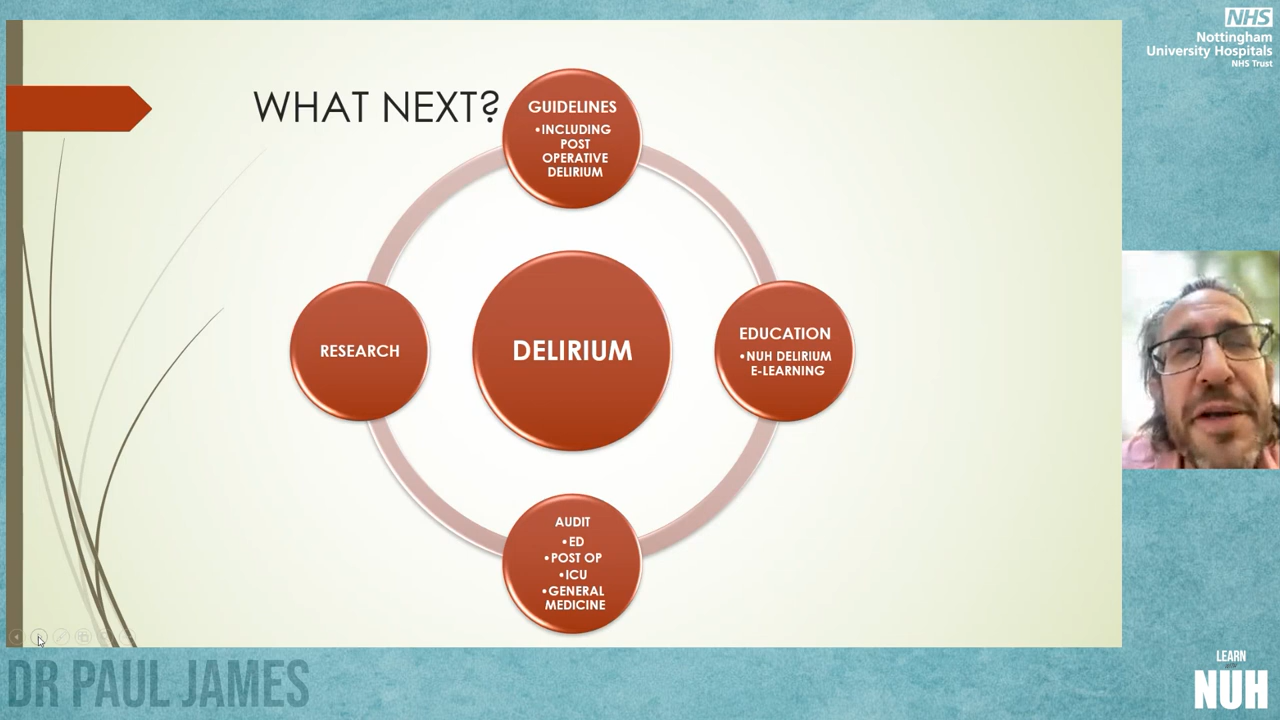 NHS
Nottingham
University Hospitals
NHS Trust
WHAT NEXT?
GUIDELINES
•INCLUDING
POST
OPERATIVE
DELIRIUM
RESEARCH
DELIRIUM
EDUCATION
•NUH DELIRIUM
E-LEARNING
AUDIT
•ED
•POST OP
•ICU
•GENERAL
MEDICINE
DR PAUL JAMES
LEARN
NUH